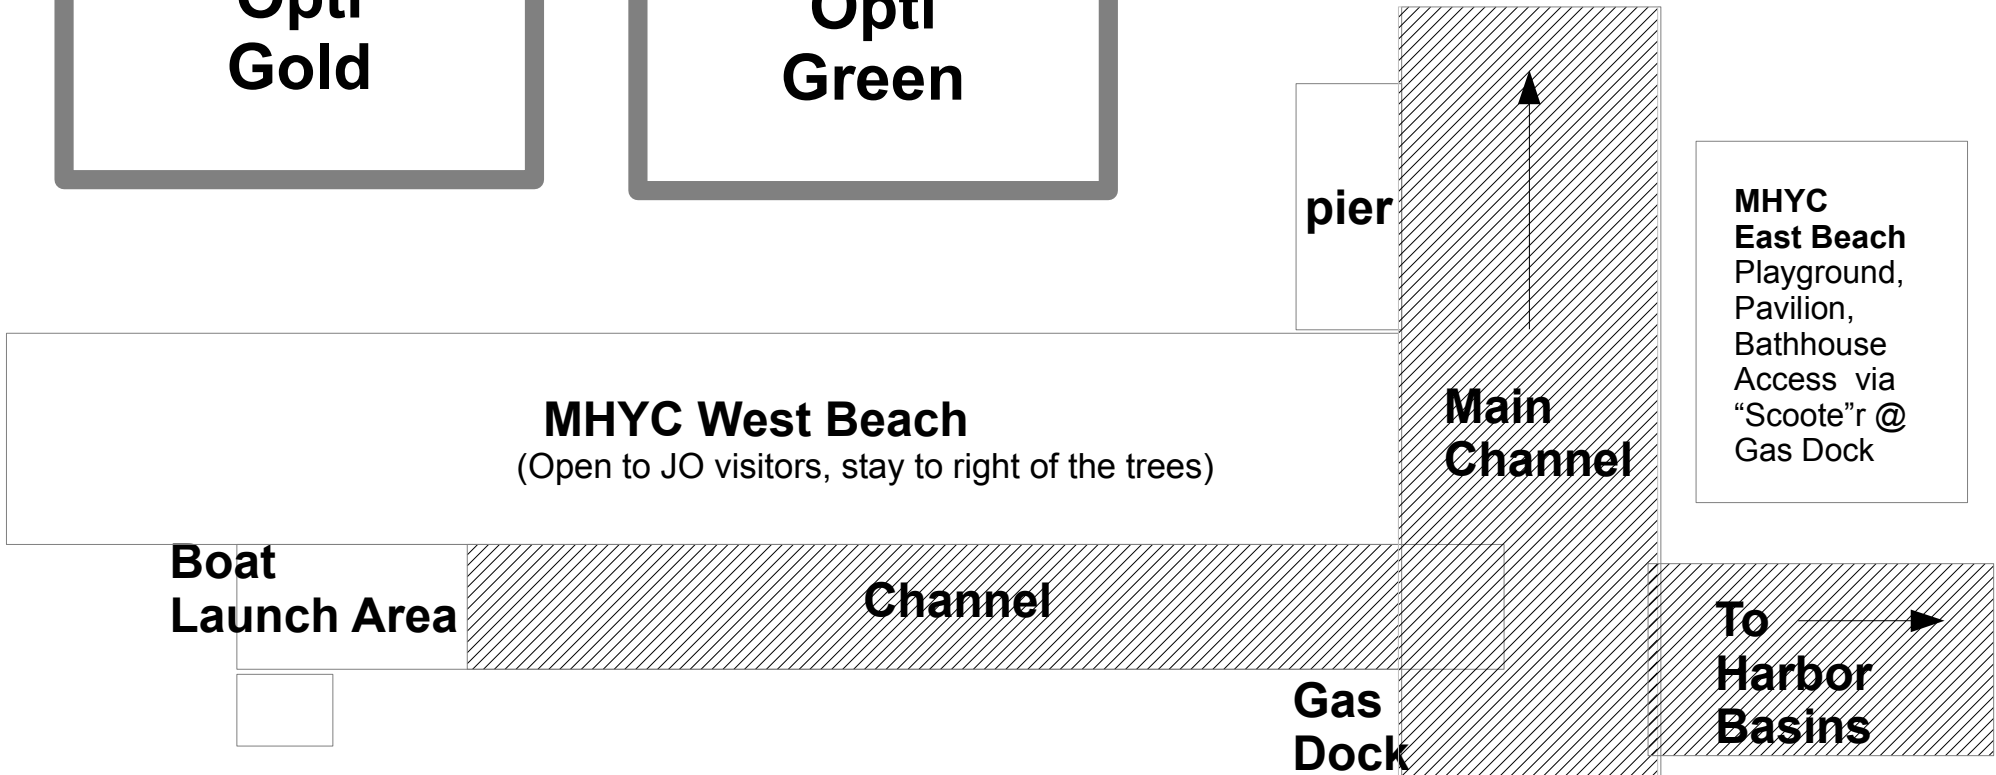 Opti
Gold
Opti
Green
pier
MHYC
East Beach
Playground,
Pavilion,
Bathhouse
Access via
“Scoote”r @
Gas Dock
MHYC West Beach
(Open to JO visitors, stay to right of the trees)
Main
Channel
Boat
Launch Area
Channel
To
Harbor
Basins
Gas
Dock